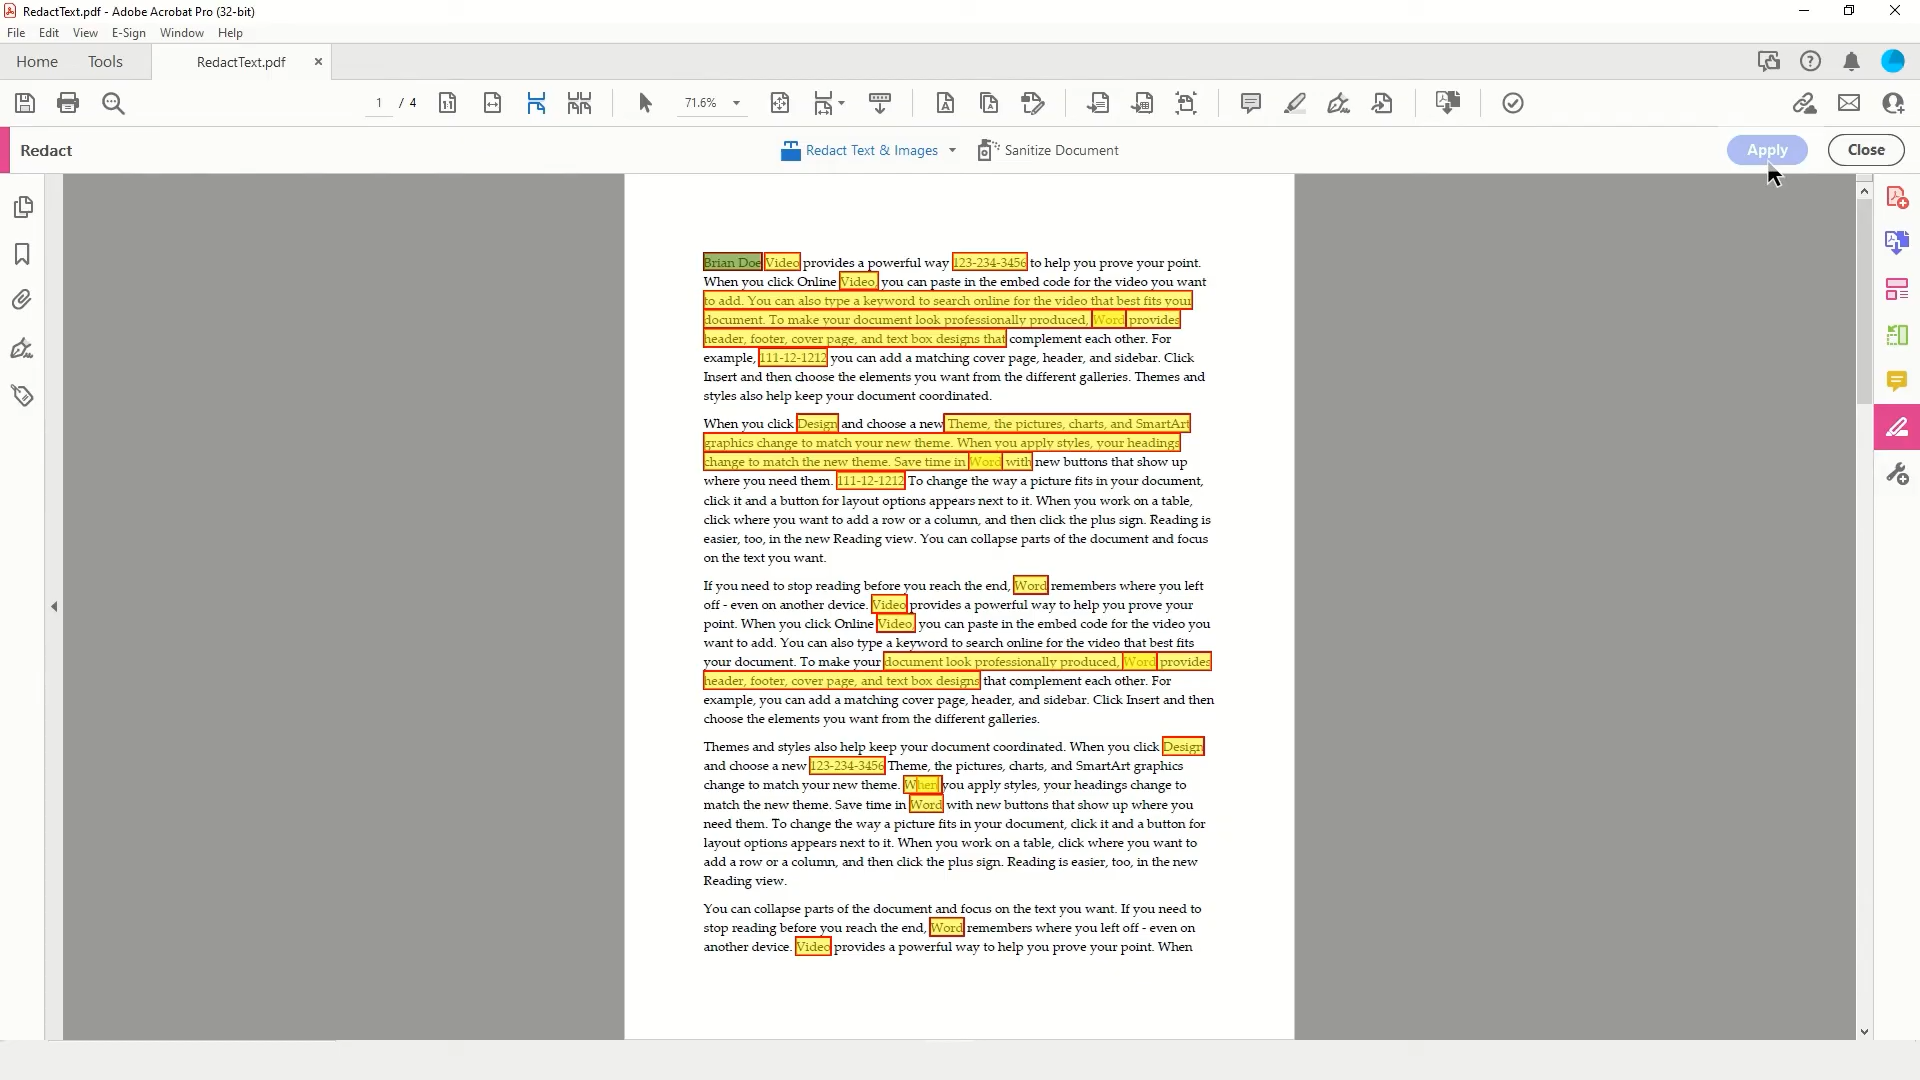 RedactText.pdf - Adobe Acrobat Pro (32-bit)
File Edit View E-Sign Window Help
Home Tools RedactText.pdf
1 / 4 71.6%
Redact Redact Text & Images Sanitize Document Apply Close
Brian Doe Video provides a powerful way 123-234-3456 to help you prove your point.
When you click Online Video, you can paste in the embed code for the video you want
to add. You can also type a keyword to search online for the video that best fits your
document. To make your document look professionally produced, Word provides
header, footer, cover page, and text box designs that complement each other. For
example, 111-12-1212 you can add a matching cover page, header, and sidebar. Click
Insert and then choose the elements you want from the different galleries. Themes and
styles also help keep your document coordinated.
When you click Design and choose a new Theme, the pictures, charts, and SmartArt
graphics change to match your new theme. When you apply styles, your headings
change to match the new theme. Save time in Word with new buttons that show up
where you need them. 111-12-1212 To change the way a picture fits in your document,
click it and a button for layout options appears next to it. When you work on a table,
click where you want to add a row or a column, and then click the plus sign. Reading is
easier, too, in the new Reading view. You can collapse parts of the document and focus
on the text you want.
If you need to stop reading before you reach the end, Word remembers where you left
off - even on another device. Video provides a powerful way to help you prove your
point. When you click Online Video, you can paste in the embed code for the video you
want to add. You can also type a keyword to search online for the video that best fits
your document. To make your document look professionally produced, Word provides
header, footer, cover page, and text box designs that complement each other. For
example, you can add a matching cover page, header, and sidebar. Click Insert and then
choose the elements you want from the different galleries.
Themes and styles also help keep your document coordinated. When you click Design
and choose a new 123-234-3456 Theme, the pictures, charts, and SmartArt graphics
change to match your new theme. When you apply styles, your headings change to
match the new theme. Save time in Word with new buttons that show up where you
need them. To change the way a picture fits in your document, click it and a button for
layout options appears next to it. When you work on a table, click where you want to
add a row or a column, and then click the plus sign. Reading is easier, too, in the new
Reading view.
You can collapse parts of the document and focus on the text you want. If you need to
stop reading before you reach the end, Word remembers where you left off - even on
another device. Video provides a powerful way to help you prove your point. When